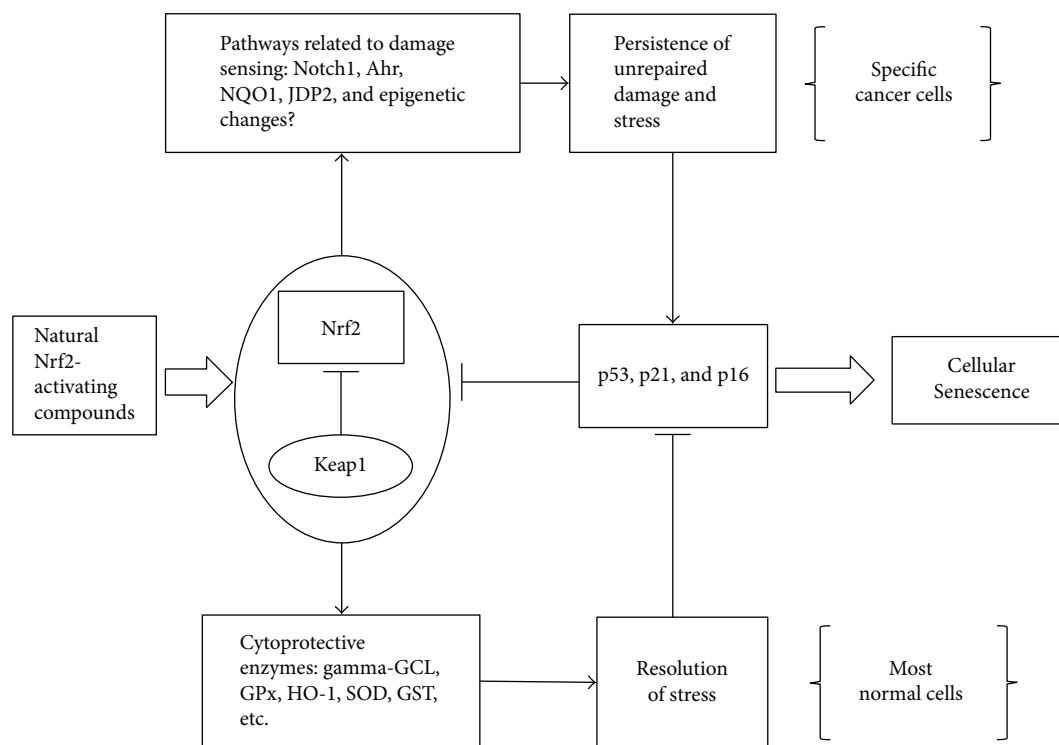 Pathways related to damage
sensing: Notch1, Ahr,
NQO1, JDP2, and epigenetic
changes?
Persistence of
unrepaired
damage and
stress
Specific
cancer cells
Natural
Nrf2-
activating
compounds
Nrf2
Keap1
p53, p21, and p16
Cellular
Senescence
Cytoprotective
enzymes: gamma-GCL,
GPx, HO-1, SOD, GST,
etc.
Resolution
of stress
Most
normal cells